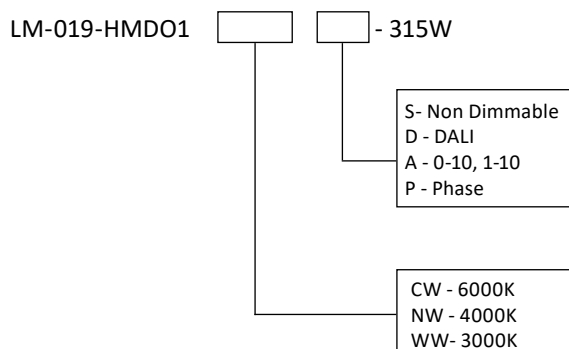 LM-019-HMDO1 - 315W
S- Non Dimmable
D - DALI
A - 0-10, 1-10
P - Phase
CW - 6000K
NW - 4000K
WW- 3000K